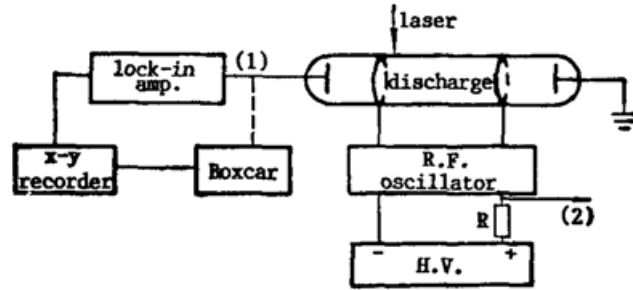 laser
lock-in
amp.
(1)
discharge
x-y
recorder
Boxcar
R.F.
oscillator
R
(2)
- +
H.V.